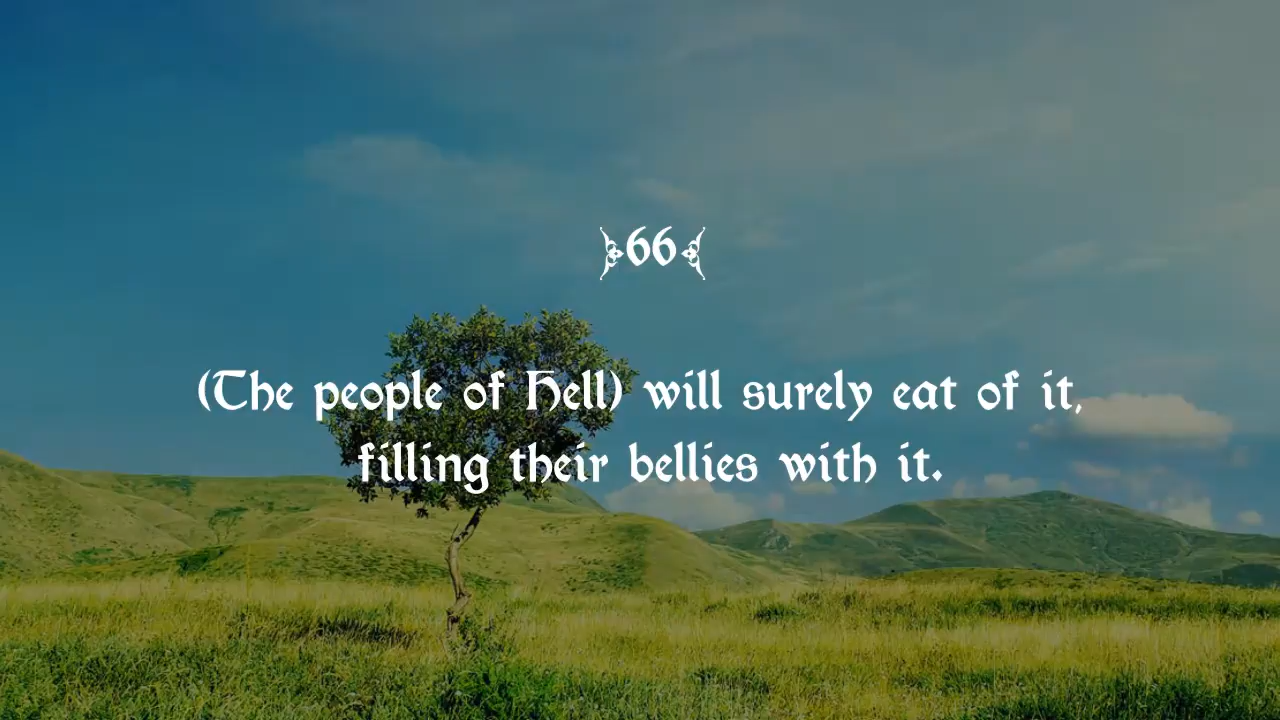 66
(The people of Hell) will surely eat of it,
filling their bellies with it.